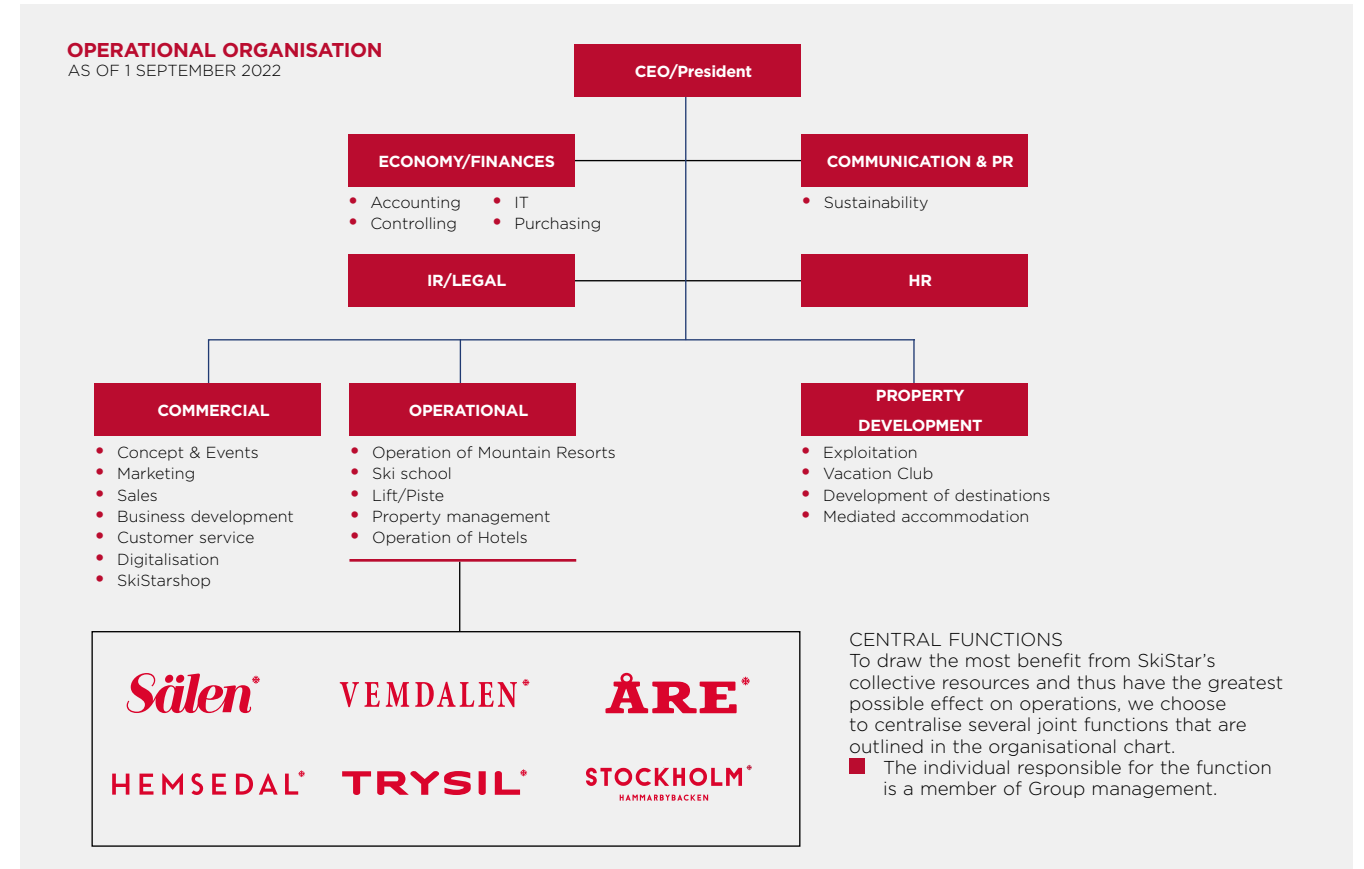 OPERATIONAL ORGANISATION
AS OF 1 SEPTEMBER 2022
CEO/President
ECONOMY/FINANCES
• Accounting
• Controlling
• IT
• Purchasing
COMMUNICATION & PR
• Sustainability
IR/LEGAL
HR
COMMERCIAL
• Concept & Events
• Marketing
• Sales
• Business development
• Customer service
• Digitalisation
• SkiStarshop
OPERATIONAL
• Operation of Mountain Resorts
• Ski school
• Lift/Piste
• Property management
• Operation of Hotels
PROPERTY
DEVELOPMENT
• Exploitation
• Vacation Club
• Development of destinations
• Mediated accommodation
Sälen
VEMDALEN
ÅRE
HEMSEDAL
TRYSIL
STOCKHOLM
HAMMARBYBACKEN
CENTRAL FUNCTIONS
To draw the most benefit from SkiStar's
collective resources and thus have the greatest
possible effect on operations, we choose
to centralise several joint functions that are
outlined in the organisational chart.
The individual responsible for the function
is a member of Group management.